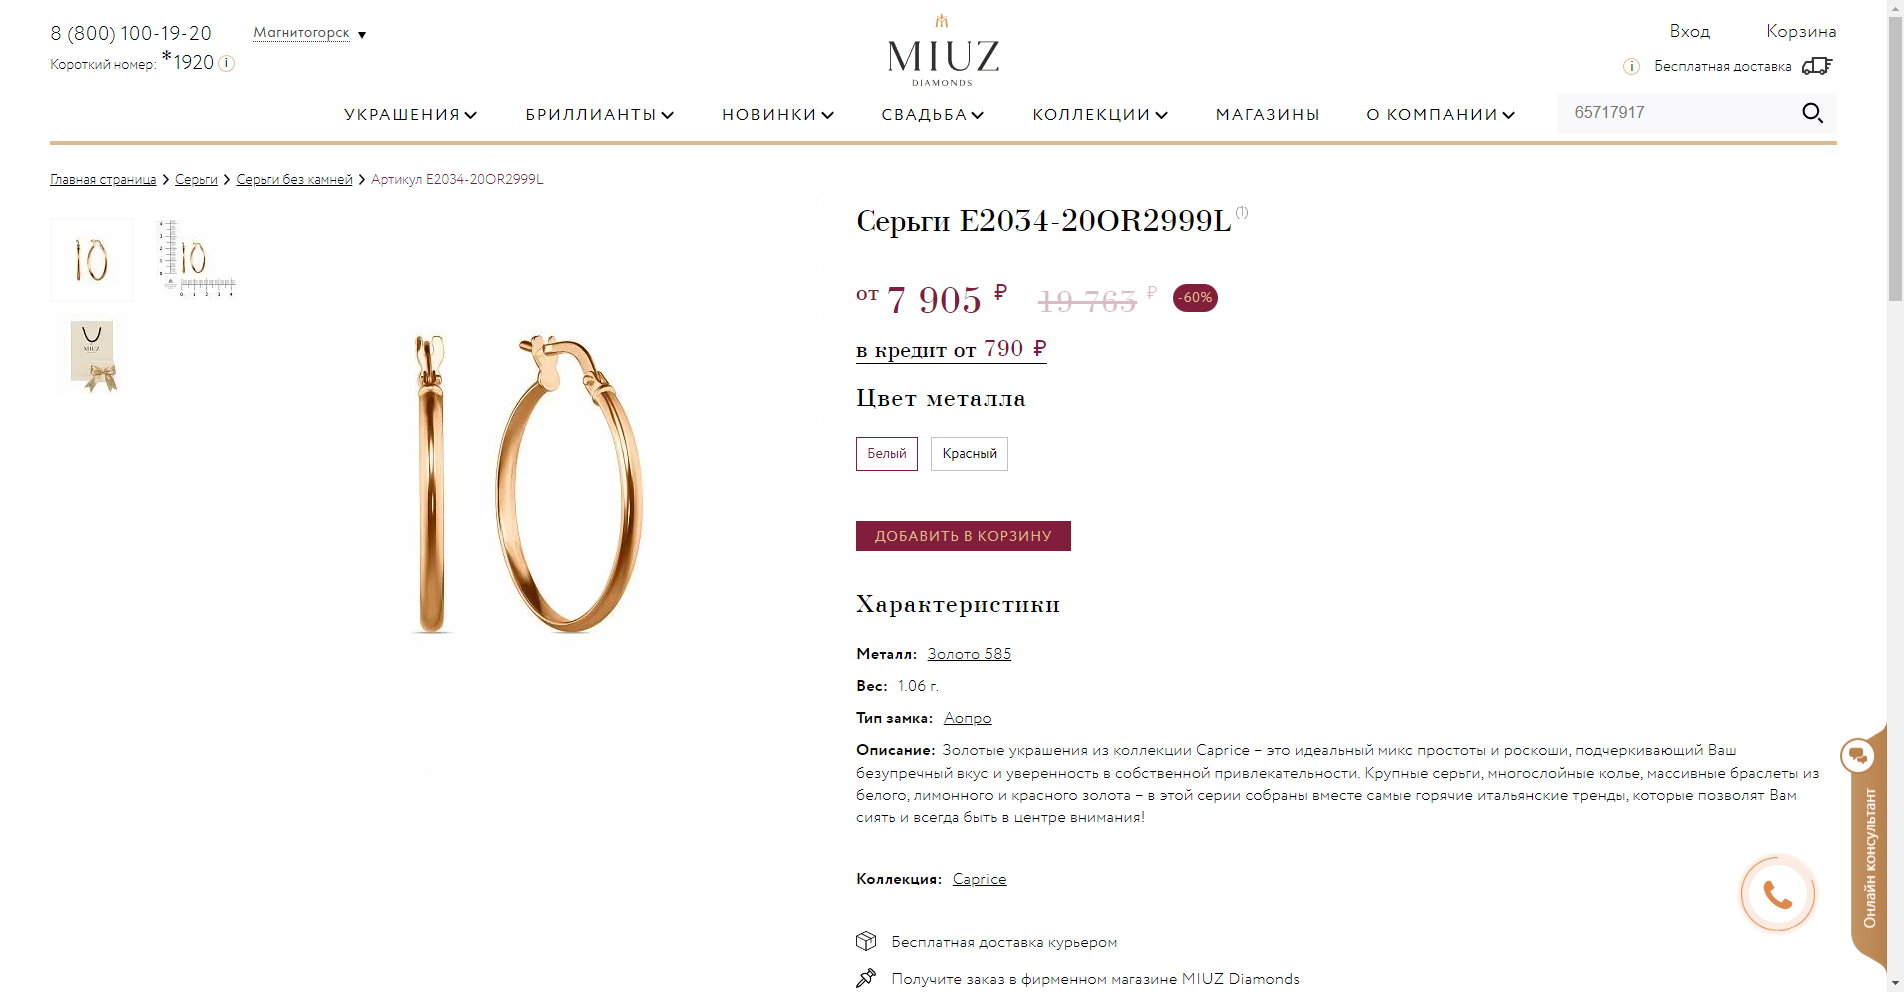 8 (800) 100-19-20
Магнитогорск
Короткий номер: *1920
MIUZ
DIAMONDS
Вход
Корзина
Бесплатная доставка
УКРАШЕНИЯ
БРИЛЛИАНТЫ
НОВИНКИ
СВАДЬБА
КОЛЛЕКЦИИ
МАГАЗИНЫ
О КОМПАНИИ
65717917
Главная страница > Серьги > Серьги без камней > Артикул E2034-20OR2999L
Серьги E2034-20OR2999L (1)
от 7 905 ₽ 19 763 ₽ -60%
в кредит от 790 ₽
Цвет металла
Белый
Красный
ДОБАВИТЬ В КОРЗИНУ
Характеристики
Металл: Золото 585
Вес: 1.06 г.
Тип замка: Аопро
Описание: Золотые украшения из коллекции Caprice – это идеальный микс простоты и роскоши, подчеркивающий Ваш
безупречный вкус и уверенность в собственной привлекательности. Крупные серьги, многослойные колье, массивные браслеты из
белого, лимонного и красного золота – в этой серии собраны вместе самые горячие итальянские тренды, которые позволят Вам
сиять и всегда быть в центре внимания!
Коллекция: Caprice
Бесплатная доставка курьером
Получите заказ в фирменном магазине MIUZ Diamonds
Онлайн консультант
MIUZ